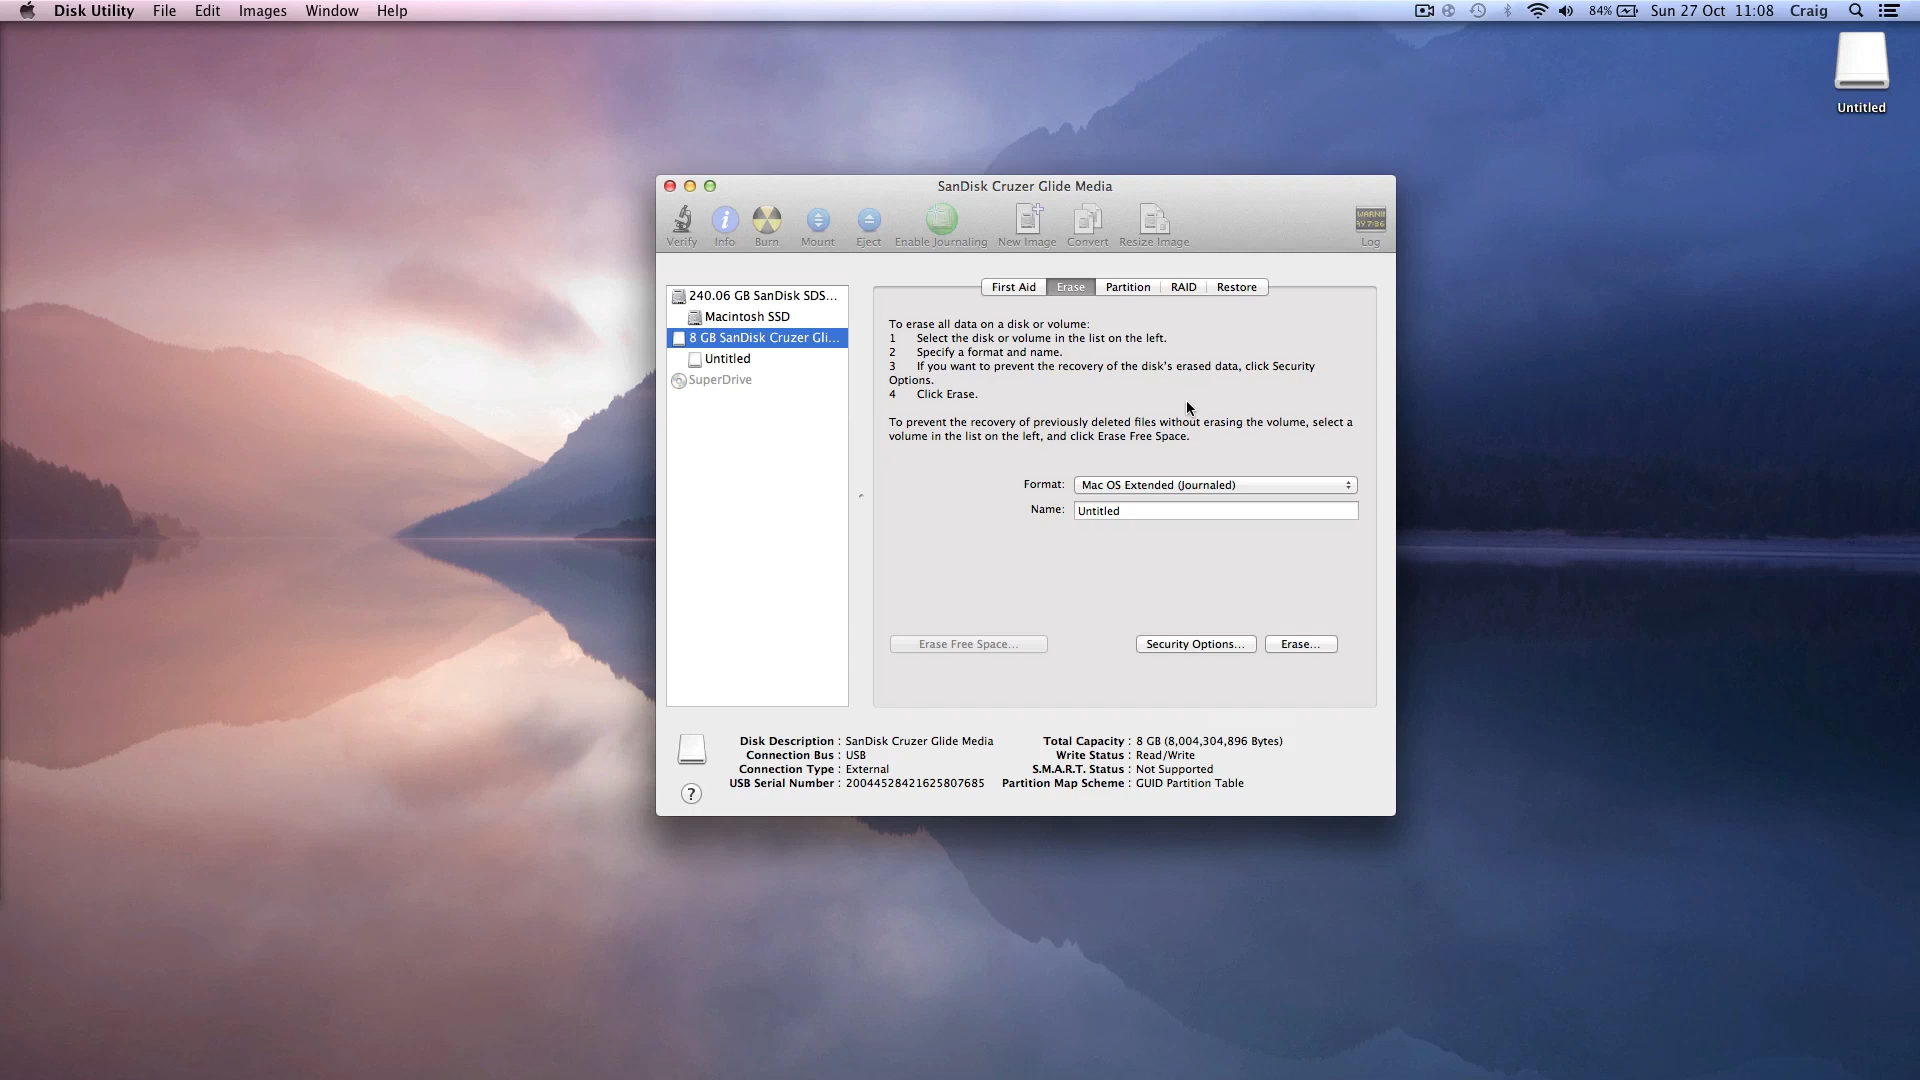 Disk Utility File Edit Images Window Help
84% Sun 27 Oct 11:08 Craig
Untitled
SanDisk Cruzer Glide Media
Verify Info Burn Mount Eject Enable Journaling New Image Convert Resize Image Log
240.06 GB SanDisk SDS...
Macintosh SSD
8 GB SanDisk Cruzer Gli...
Untitled
SuperDrive
First Aid Erase Partition RAID Restore
To erase all data on a disk or volume:
1 Select the disk or volume in the list on the left.
2 Specify a format and name.
3 If you want to prevent the recovery of the disk's erased data, click Security
Options.
4 Click Erase.
To prevent the recovery of previously deleted files without erasing the volume, select a
volume in the list on the left, and click Erase Free Space.
Format: Mac OS Extended (Journaled)
Name: Untitled
Erase Free Space... Security Options... Erase...
Disk Description : SanDisk Cruzer Glide Media Total Capacity : 8 GB (8,004,304,896 Bytes)
Connection Bus : USB Write Status : Read/Write
Connection Type : External S.M.A.R.T. Status : Not Supported
USB Serial Number : 20044528421625807685 Partition Map Scheme : GUID Partition Table
?